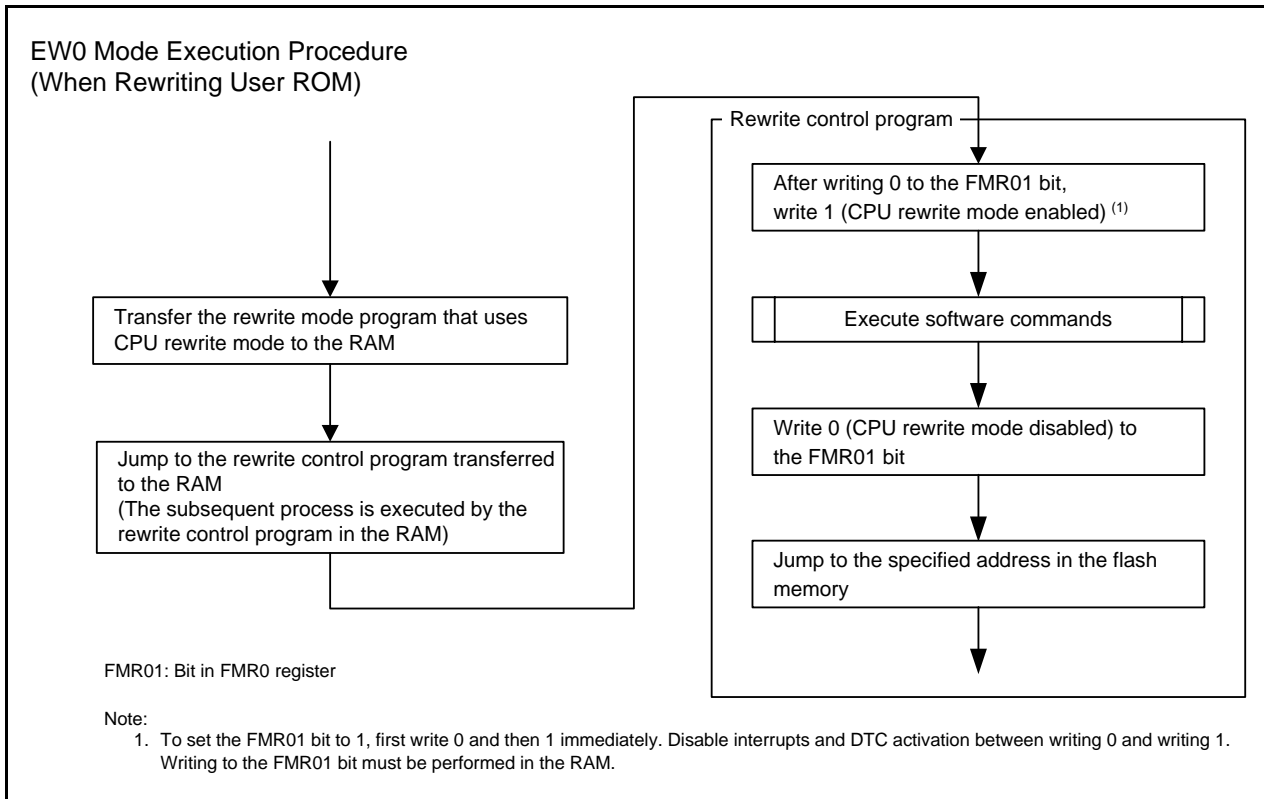 EW0 Mode Execution Procedure
(When Rewriting User ROM)
Transfer the rewrite mode program that uses
CPU rewrite mode to the RAM
Jump to the rewrite control program transferred
to the RAM
(The subsequent process is executed by the
rewrite control program in the RAM)
Rewrite control program
After writing 0 to the FMR01 bit,
write 1 (CPU rewrite mode enabled) (1)
Execute software commands
Write 0 (CPU rewrite mode disabled) to
the FMR01 bit
Jump to the specified address in the flash
memory
FMR01: Bit in FMR0 register
Note:
1. To set the FMR01 bit to 1, first write 0 and then 1 immediately. Disable interrupts and DTC activation between writing 0 and writing 1.
Writing to the FMR01 bit must be performed in the RAM.